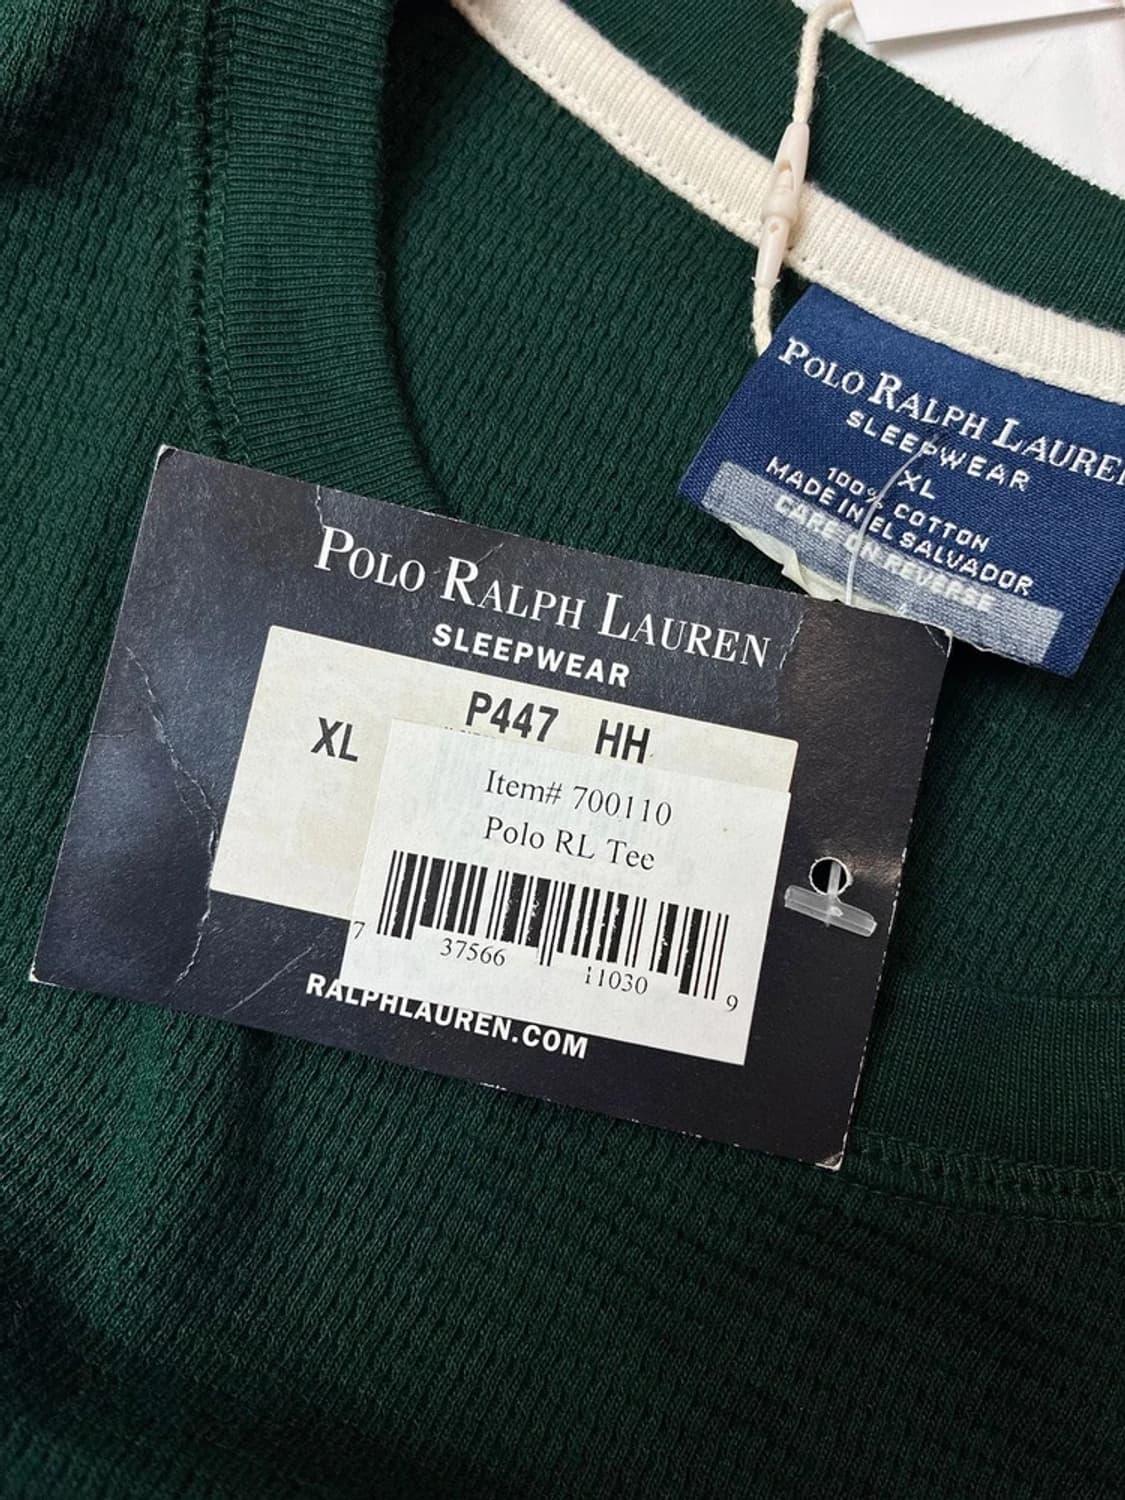 POLO RALPH LAUREN
SLEEPWEAR
XL
100% COTTON
MADE IN EL SALVADOR
CARE ON REVERSE
POLO RALPH LAUREN
SLEEPWEAR
P447 HH
XL
Item# 700110
Polo RL Tee
7 37566 11030 9
RALPHLAUREN.COM